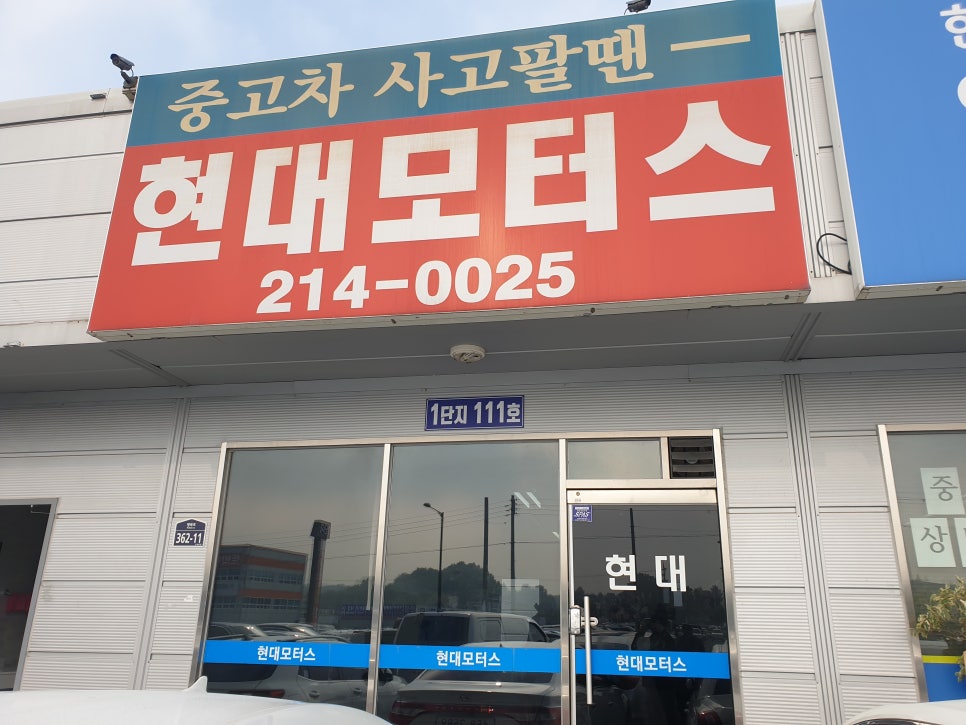 중고차 사고팔땐
현대모터스
214-0025
1단지 111호
362-11
SPAS
현대
현대모터스
현대모터스
현대모터스
중
상